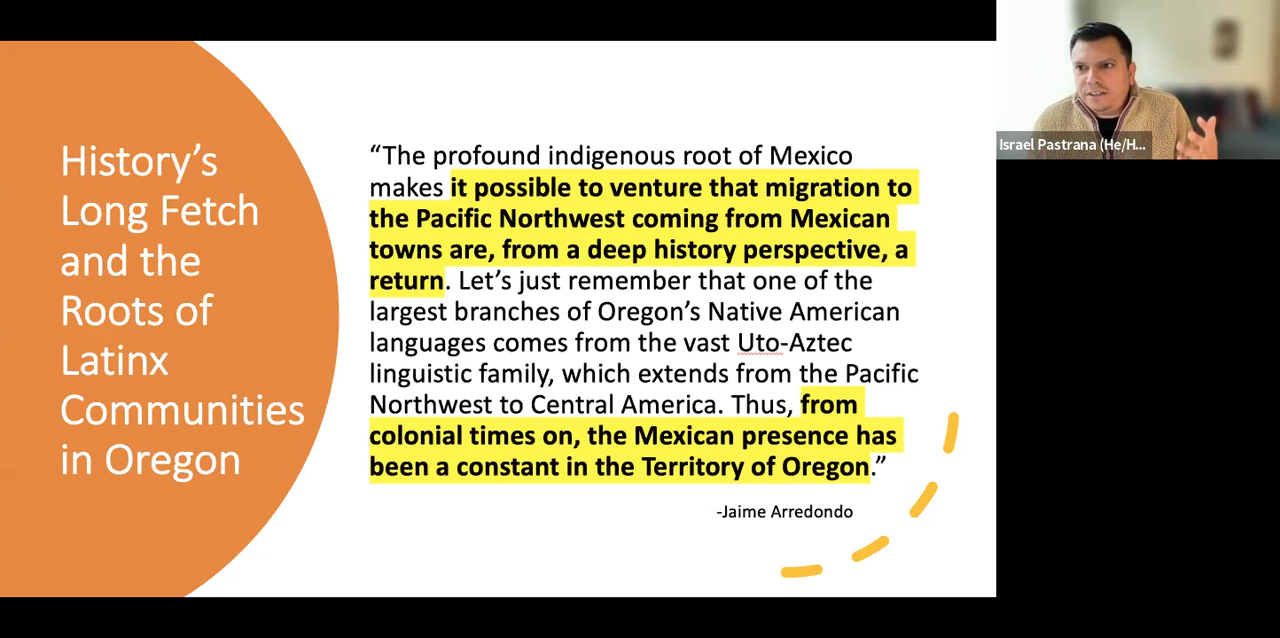 History’s
Long Fetch
and the
Roots of
Latinx
Communities
in Oregon
“The profound indigenous root of Mexico
makes it possible to venture that migration to
the Pacific Northwest coming from Mexican
towns are, from a deep history perspective, a
return. Let’s just remember that one of the
largest branches of Oregon’s Native American
languages comes from the vast Uto-Aztec
linguistic family, which extends from the Pacific
Northwest to Central America. Thus, from
colonial times on, the Mexican presence has
been a constant in the Territory of Oregon.”
-Jaime Arredondo
Israel Pastrana (He/H...